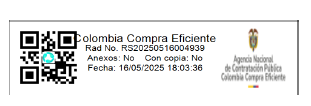 Colombia Compra Eficiente
Rad No. RS20250516004939
Anexos: No Con copia: No
Fecha: 16/05/2025 18:03:36
Agencia Nacional
de Contratación Pública
Colombia Compra Eficiente